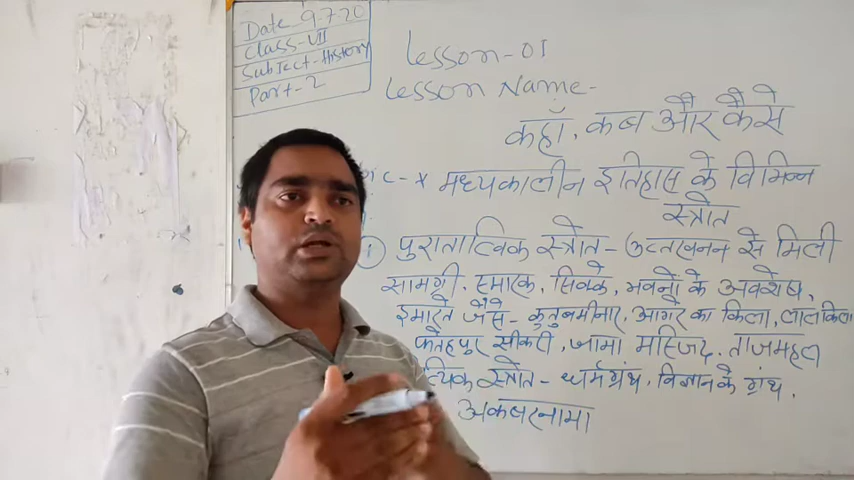 Date 9-7-20
Class-VII
Subject-History
Part-2
Lesson-01
Lesson Name-
कहाँ, कब और कैसे
ic-* मध्यकालीन इतिहास के विभिन्न
स्त्रोत
i पुरातात्विक स्त्रोत- उत्खनन से मिली
सामग्री, स्मारक, सिक्के, भवनों के अवशेष,
इमारतें जैसे- कुतुबमीनार, आगरे का किला, लालकिला
फतेहपुर सीकरी, जामा मस्जिद, ताजमहल
त्यिक स्त्रोत- धर्मग्रंथ, विज्ञान के ग्रंथ,
अकबरनामा